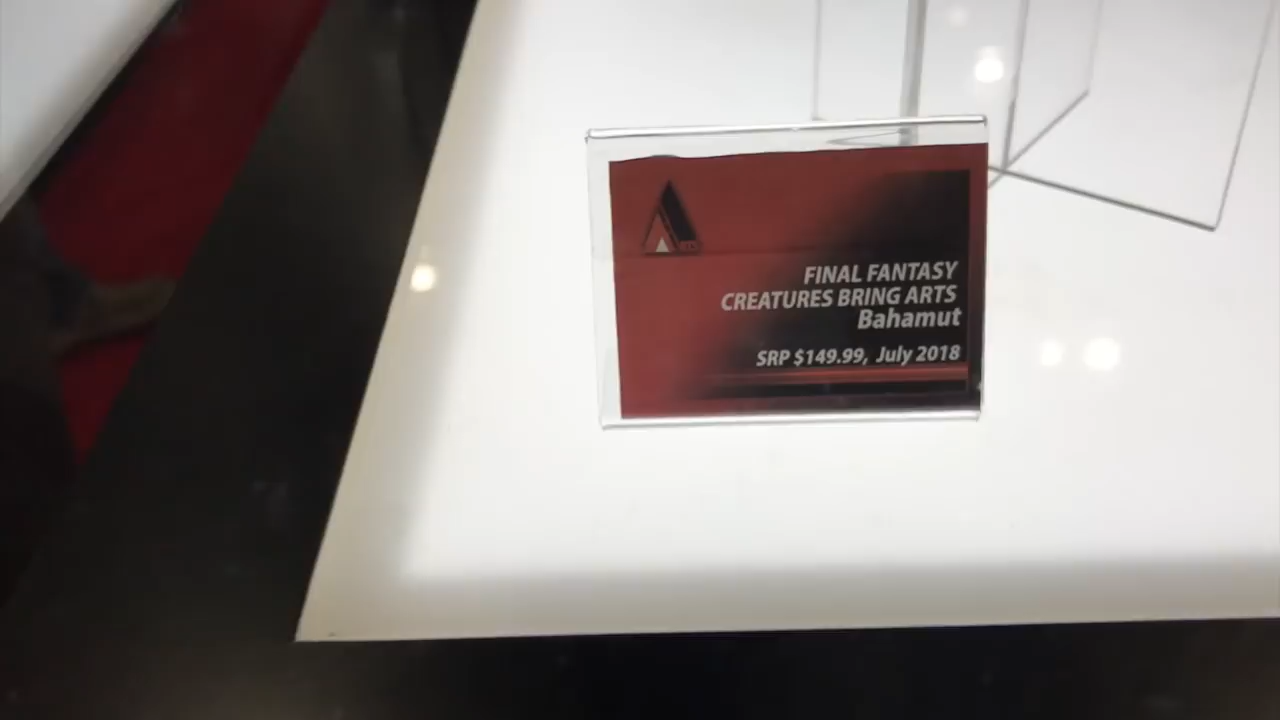 FINAL FANTASY
CREATURES BRING ARTS
Bahamut
SRP $149.99, July 2018